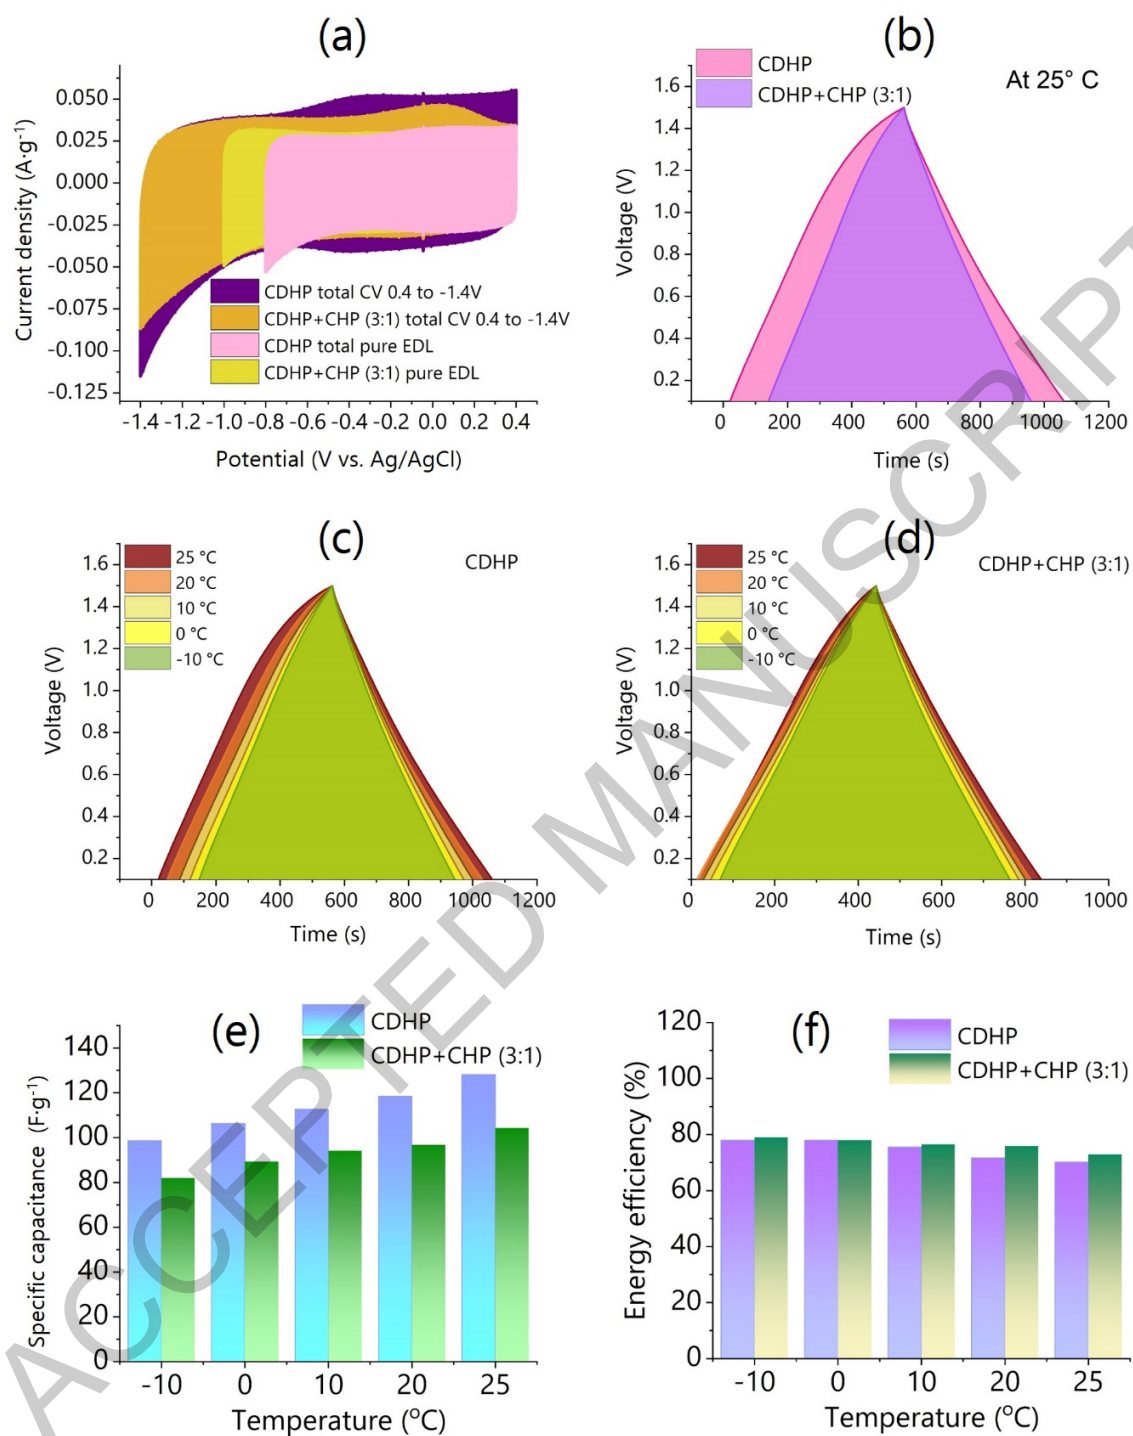 (a)
0.050
0.025
0.000
-0.025
-0.050
-0.075
-0.100
-0.125
Current density (A·g⁻¹)
CDHP total CV 0.4 to -1.4V
CDHP+CHP (3:1) total CV 0.4 to -1.4V
CDHP total pure EDL
CDHP+CHP (3:1) pure EDL
-1.4 -1.2 -1.0 -0.8 -0.6 -0.4 -0.2 0.0 0.2 0.4
Potential (V vs. Ag/AgCl)
(b)
CDHP
CDHP+CHP (3:1)
At 25° C
1.6
1.4
1.2
1.0
0.8
0.6
0.4
0.2
Voltage (V)
0 200 400 600 800 1000 1200
Time (s)
(c)
25 °C
20 °C
10 °C
0 °C
-10 °C
CDHP
1.6
1.4
1.2
1.0
0.8
0.6
0.4
0.2
Voltage (V)
0 200 400 600 800 1000 1200
Time (s)
(d)
25 °C
20 °C
10 °C
0 °C
-10 °C
CDHP+CHP (3:1)
1.6
1.4
1.2
1.0
0.8
0.6
0.4
0.2
Voltage (V)
0 200 400 600 800 1000
Time (s)
(e)
CDHP
CDHP+CHP (3:1)
140
120
100
80
60
40
20
0
Specific capacitance (F·g⁻¹)
-10 0 10 20 25
Temperature (°C)
(f)
CDHP
CDHP+CHP (3:1)
120
100
80
60
40
20
0
Energy efficiency (%)
-10 0 10 20 25
Temperature (°C)
ACCEPTED MANUSCRIPT